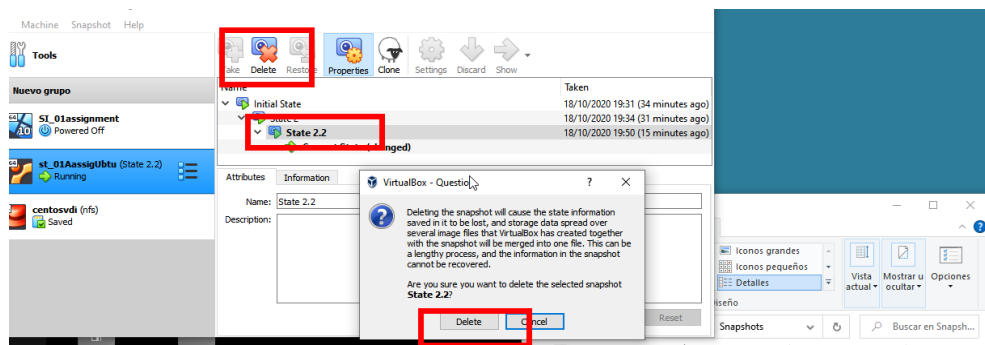 Machine Snapshot Help
Tools
Take Delete Restore Properties Clone Settings Discard Show
Nuevo grupo
Name Taken
Initial State 18/10/2020 19:31 (34 minutes ago)
18/10/2020 19:34 (31 minutes ago)
State 2.2 18/10/2020 19:50 (15 minutes ago)
(changed)
64
10
SI_01assignment
Powered Off
st_01AassigUbtu (State 2.2)
Running
centosvdi (nfs)
Saved
Attributes Information
Name: State 2.2
Description:
VirtualBox - Question ? ×
Deleting the snapshot will cause the state information
saved in it to be lost, and storage data spread over
several image files that VirtualBox has created together
with the snapshot will be merged into one file. This can be
a lengthy process, and the information in the snapshot
cannot be recovered.
Are you sure you want to delete the selected snapshot
State 2.2?
Delete Cancel
Reset
Iconos grandes
Iconos pequeños
Detalles
Vista
actual
Mostrar u
ocultar
Opciones
Snapshots
Buscar en Snapsh...